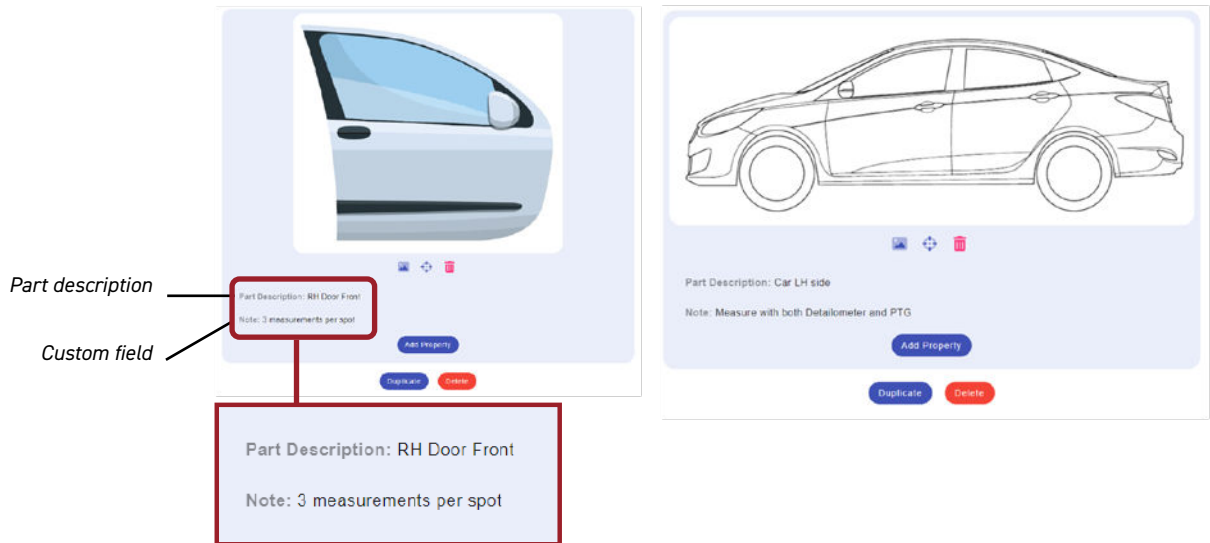 Part description
Custom field
Part Description: RH Door Front
Note: 3 measurements per spot
Add Property
Duplicate
Delete
Part Description: RH Door Front
Note: 3 measurements per spot
Part Description: Car LH side
Note: Measure with both Detailometer and PTG
Add Property
Duplicate
Delete